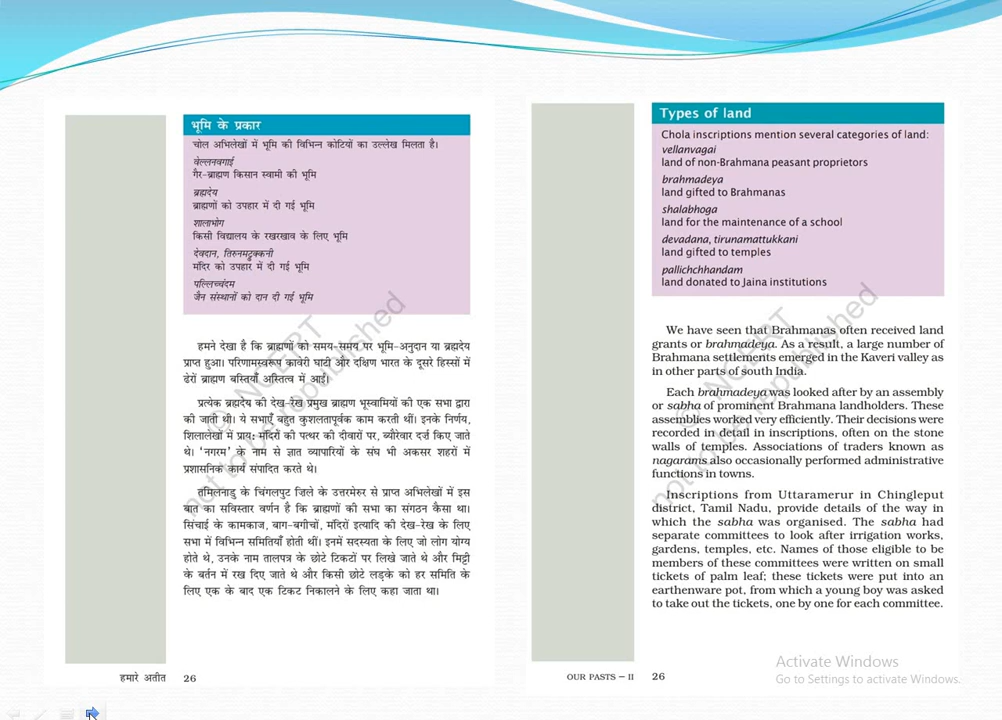 भूमि के प्रकार
चोल अभिलेखों में भूमि की विभिन्न कोटियों का उल्लेख मिलता है।
वेल्लनवगाई
गैर-ब्राह्मण किसान स्वामी की भूमि
ब्रह्मदेय
ब्राह्मणों को उपहार में दी गई भूमि
शालाभोग
किसी विद्यालय के रखरखाव के लिए भूमि
देवदान, तिरुनमट्टुक्कनी
मंदिर को उपहार में दी गई भूमि
पल्लिच्चंदम
जैन संस्थानों को दान दी गई भूमि
हमने देखा है कि ब्राह्मणों को समय-समय पर भूमि-अनुदान या ब्रह्मदेय
प्राप्त हुआ। परिणामस्वरूप कावेरी घाटी और दक्षिण भारत के दूसरे हिस्सों में
ढेरों ब्राह्मण बस्तियाँ अस्तित्व में आईं।
प्रत्येक ब्रह्मदेय की देख-रेख प्रमुख ब्राह्मण भूस्वामियों की एक सभा द्वारा
की जाती थी। ये सभाएँ बहुत कुशलतापूर्वक काम करती थीं। इनके निर्णय,
शिलालेखों में प्राय: मंदिरों की पत्थर की दीवारों पर, ब्यौरेवार दर्ज किए जाते
थे। ‘नगरम’ के नाम से ज्ञात व्यापारियों के संघ भी अकसर शहरों में
प्रशासनिक कार्य संपादित करते थे।
तमिलनाडु के चिंगलपुट ज़िले के उत्तरमेरुर से प्राप्त अभिलेखों में इस
बात का सविस्तार वर्णन है कि ब्राह्मणों की सभा का संगठन कैसा था।
सिंचाई के कामकाज, बाग-बगीचों, मंदिरों इत्यादि की देख-रेख के लिए
सभा में विभिन्न समितियाँ होती थीं। इनमें सदस्यता के लिए जो लोग योग्य
होते थे, उनके नाम तालपत्र के छोटे टिकटों पर लिखे जाते थे और मिट्टी
के बर्तन में रख दिए जाते थे और किसी छोटे लड़के को हर समिति के
लिए एक के बाद एक टिकट निकालने के लिए कहा जाता था।
हमारे अतीत 26
© NCERT
not to be republished
Types of land
Chola inscriptions mention several categories of land:
vellanvagai
land of non-Brahmana peasant proprietors
brahmadeya
land gifted to Brahmanas
shalabhoga
land for the maintenance of a school
devadana, tirunamattukkani
land gifted to temples
pallichchhandam
land donated to Jaina institutions
We have seen that Brahmanas often received land
grants or brahmadeya. As a result, a large number of
Brahmana settlements emerged in the Kaveri valley as
in other parts of south India.
Each brahmadeya was looked after by an assembly
or sabha of prominent Brahmana landholders. These
assemblies worked very efficiently. Their decisions were
recorded in detail in inscriptions, often on the stone
walls of temples. Associations of traders known as
nagarams also occasionally performed administrative
functions in towns.
Inscriptions from Uttaramerur in Chingleput
district, Tamil Nadu, provide details of the way in
which the sabha was organised. The sabha had
separate committees to look after irrigation works,
gardens, temples, etc. Names of those eligible to be
members of these committees were written on small
tickets of palm leaf; these tickets were put into an
earthenware pot, from which a young boy was asked
to take out the tickets, one by one for each committee.
OUR PASTS – II 26
© NCERT
not to be republished
Activate Windows
Go to Settings to activate Windows.